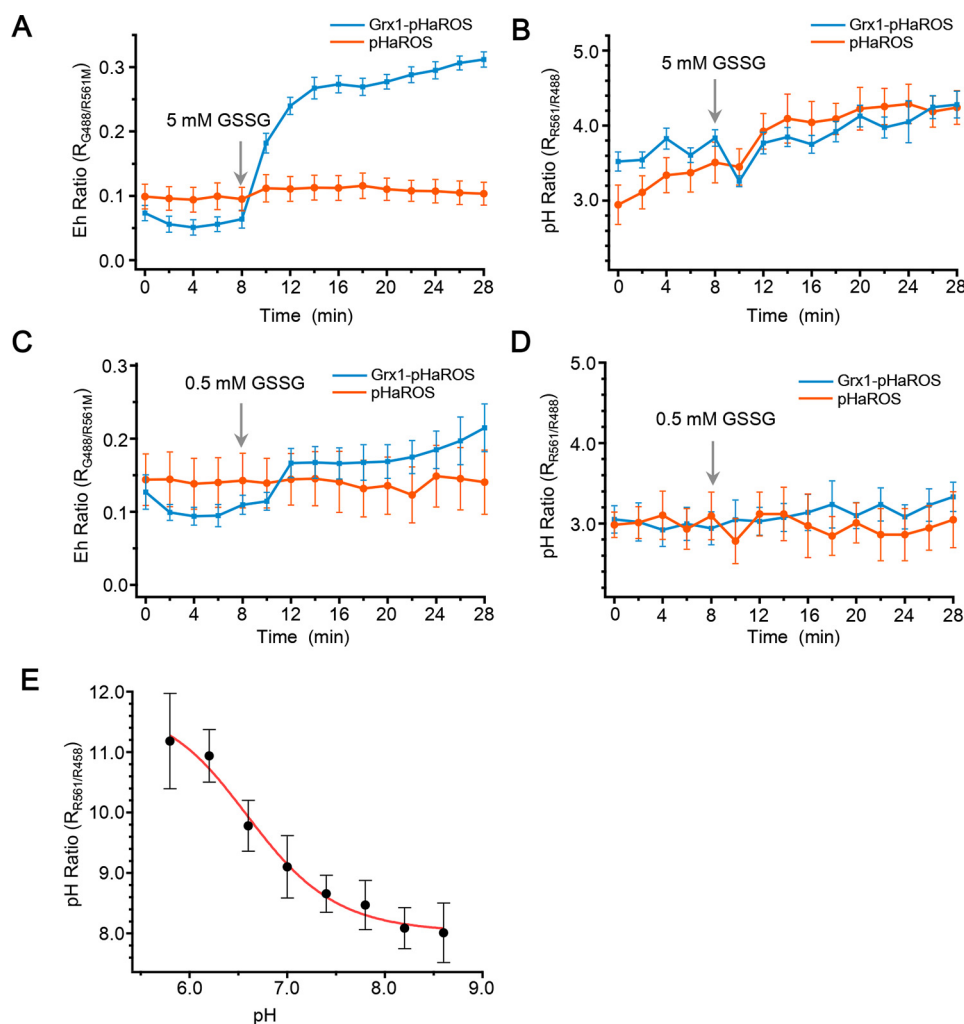 A
Grx1-pHaROS
pHaROS
5 mM GSSG
Eh Ratio (RG488/R561M)
0.3
0.2
0.1
0.0
0 4 8 12 16 20 24 28
Time (min)
B
Grx1-pHaROS
pHaROS
5 mM GSSG
pH Ratio (RR561/R488)
5.0
4.0
3.0
0 4 8 12 16 20 24 28
Time (min)
C
Grx1-pHaROS
pHaROS
0.5 mM GSSG
Eh Ratio (RG488/R561M)
0.3
0.2
0.1
0.0
0 4 8 12 16 20 24 28
Time (min)
D
Grx1-pHaROS
pHaROS
0.5 mM GSSG
pH Ratio (RR561/R488)
5.0
4.0
3.0
0 4 8 12 16 20 24 28
Time (min)
E
pH Ratio (RR561/R458)
12.0
11.0
10.0
9.0
8.0
6.0 7.0 8.0 9.0
pH